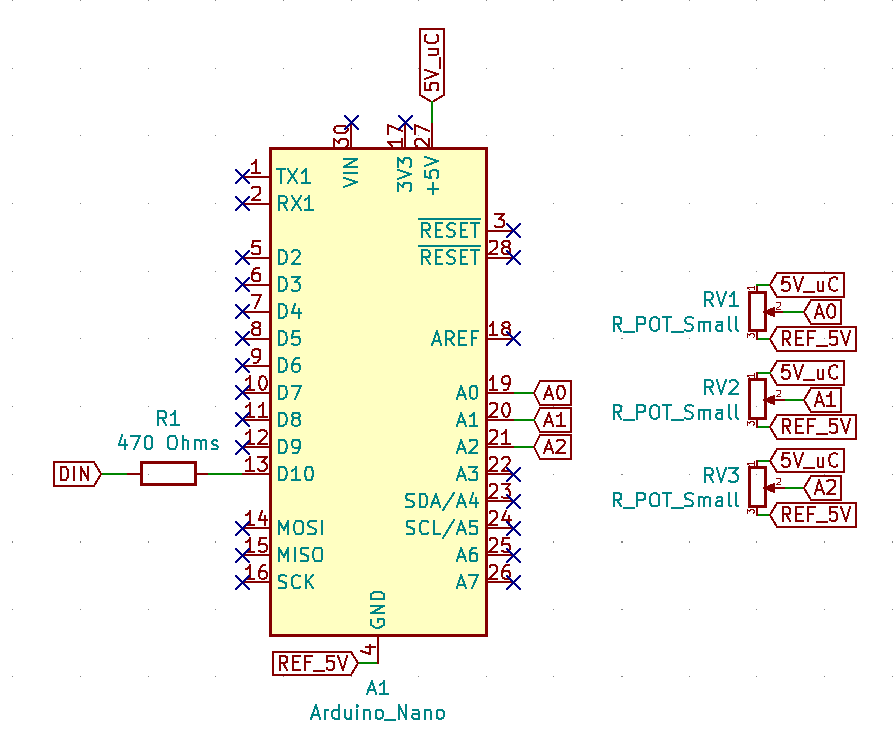 5V_uC
30
17
27
VIN
3V3
+5V
1 TX1
2 RX1
RESET 3
RESET 28
5 D2
6 D3
7 D4
8 D5
9 D6
10 D7
11 D8
12 D9
13 D10
14 MOSI
15 MISO
16 SCK
AREF 18
A0 19 A0
A1 20 A1
A2 21 A2
A3 22
SDA/A4 23
SCL/A5 24
A6 25
A7 26
GND
4
REF_5V
A1
Arduino_Nano
R1
470 Ohms
DIN
RV1
R_POT_Small
1 5V_uC
2 A0
3 REF_5V
RV2
R_POT_Small
1 5V_uC
2 A1
3 REF_5V
RV3
R_POT_Small
1 5V_uC
2 A2
3 REF_5V